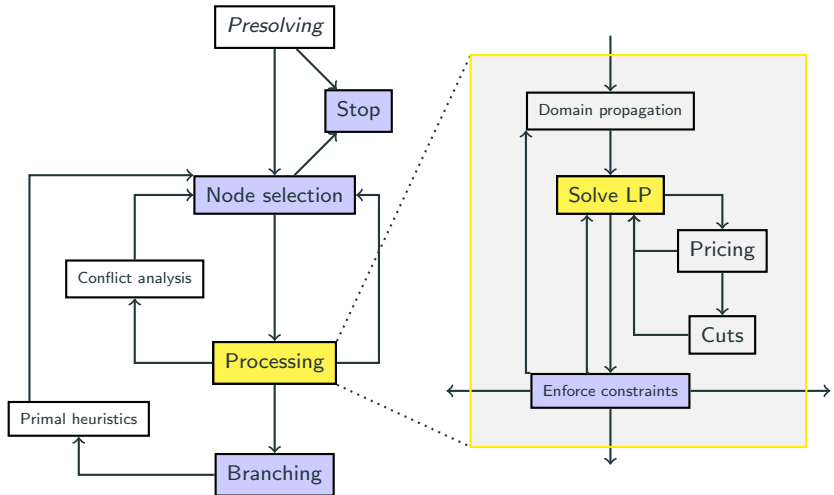 Presolving
Stop
Node selection
Conflict analysis
Processing
Primal heuristics
Branching
Domain propagation
Solve LP
Pricing
Cuts
Enforce constraints